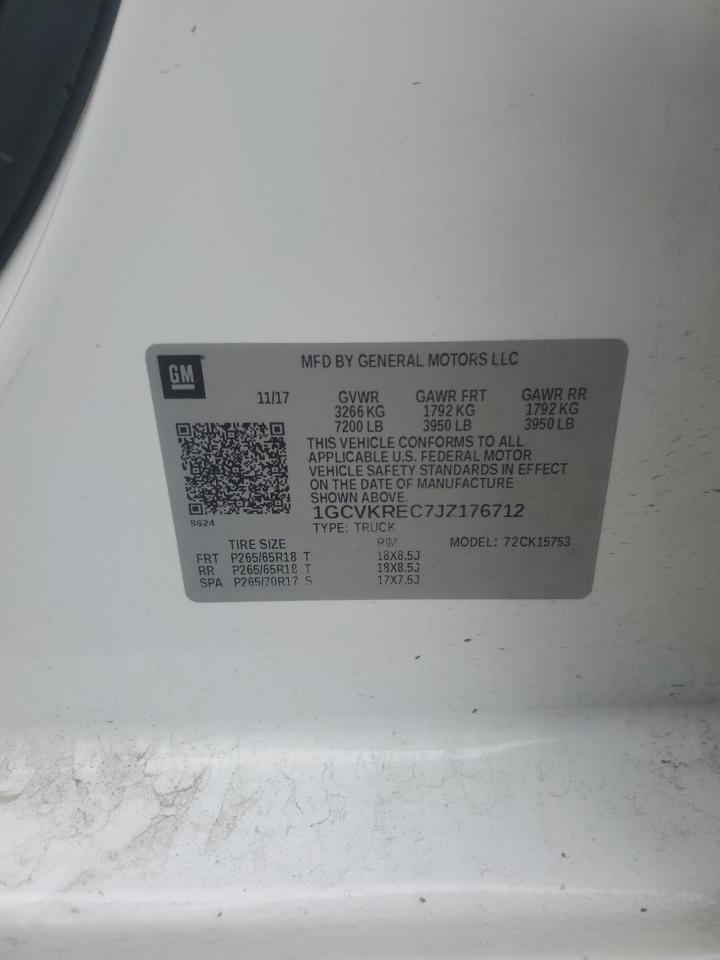 GM
MFD BY GENERAL MOTORS LLC
11/17 GVWR GAWR FRT GAWR RR
3266 KG 1792 KG 1792 KG
7200 LB 3950 LB 3950 LB
THIS VEHICLE CONFORMS TO ALL
APPLICABLE U.S. FEDERAL MOTOR
VEHICLE SAFETY STANDARDS IN EFFECT
ON THE DATE OF MANUFACTURE
SHOWN ABOVE.
8624
1GCVKREC7JZ176712
TYPE: TRUCK
TIRE SIZE RIM MODEL: 72CK15753
FRT P265/65R18 T 18X8.5J
RR P265/65R18 T 18X8.5J
SPA P265/70R17 S 17X7.5J